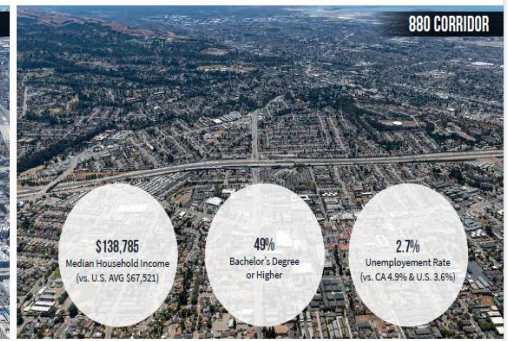 880 CORRIDOR
$138,785
Median Household Income
(vs. U.S. AVG $67,521)
49%
Bachelor's Degree
or Higher
2.7%
Unemployement Rate
(vs. CA 4.9% & U.S. 3.6%)